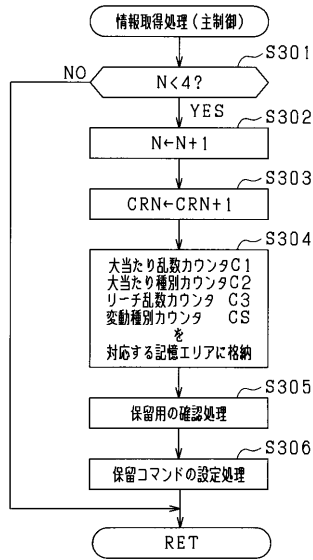 情報取得処理(主制御)
S301
NO
N<4?
YES
S302
N←N+1
S303
CRN←CRN+1
S304
大当たり乱数カウンタC1
大当たり種別カウンタC2
リーチ乱数カウンタ C3
変動種別カウンタ CS
を
対応する記憶エリアに格納
S305
保留用の確認処理
S306
保留コマンドの設定処理
RET